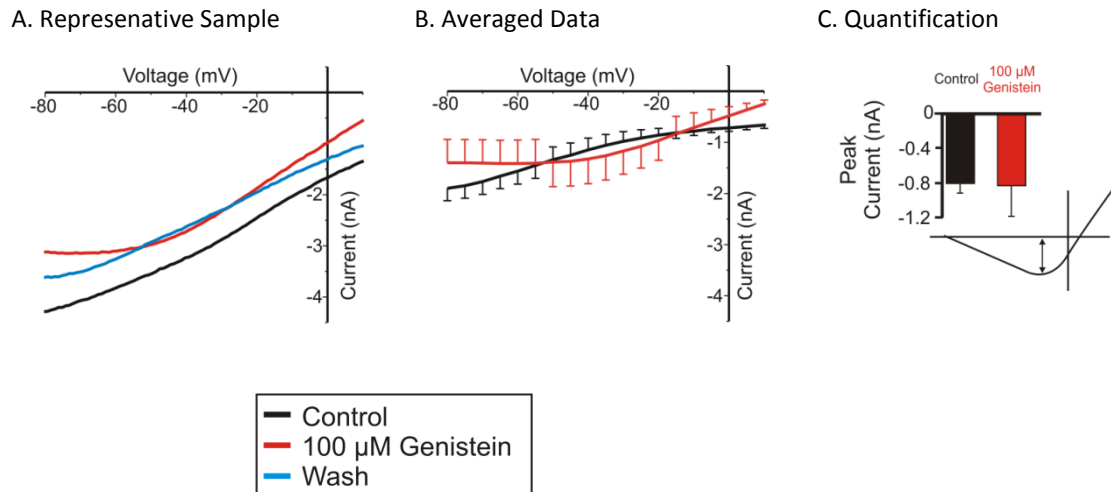 A. Represenative Sample
B. Averaged Data
C. Quantification
Voltage (mV)
-80
-60
-40
-20
-2
-3
-4
Current (nA)
Voltage (mV)
-80
-60
-40
-20
-1
-2
-3
-4
Current (nA)
Control
100 µM
Genistein
0
-0.4
-0.8
-1.2
Peak
Current (nA)
Control
100 µM Genistein
Wash